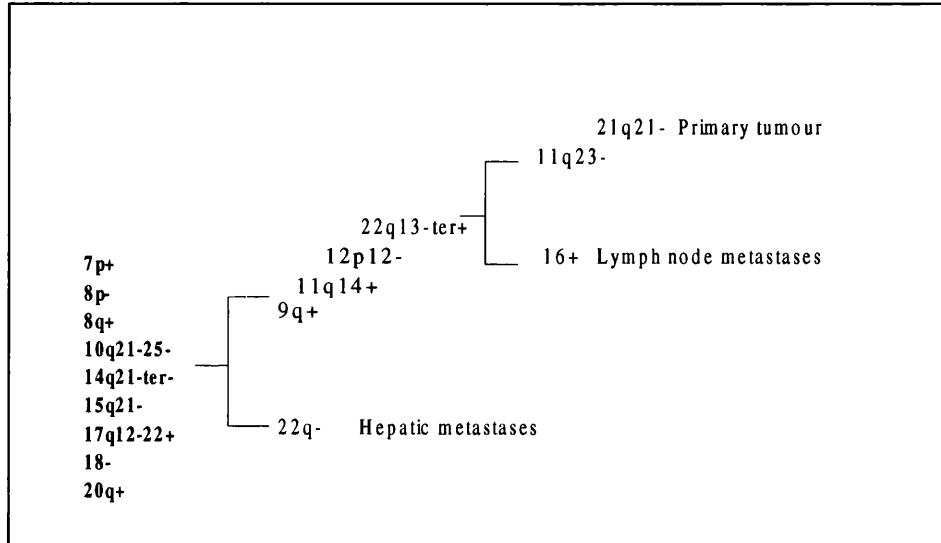 21q21- Primary tumour
11q23-
22q13-ter+
12p12-
16+ Lymph node metastases
7p+
11q14+
8p-
9q+
8q+
10q21-25-
14q21-ter-
15q21-
22q- Hepatic metastases
17q12-22+
18-
20q+